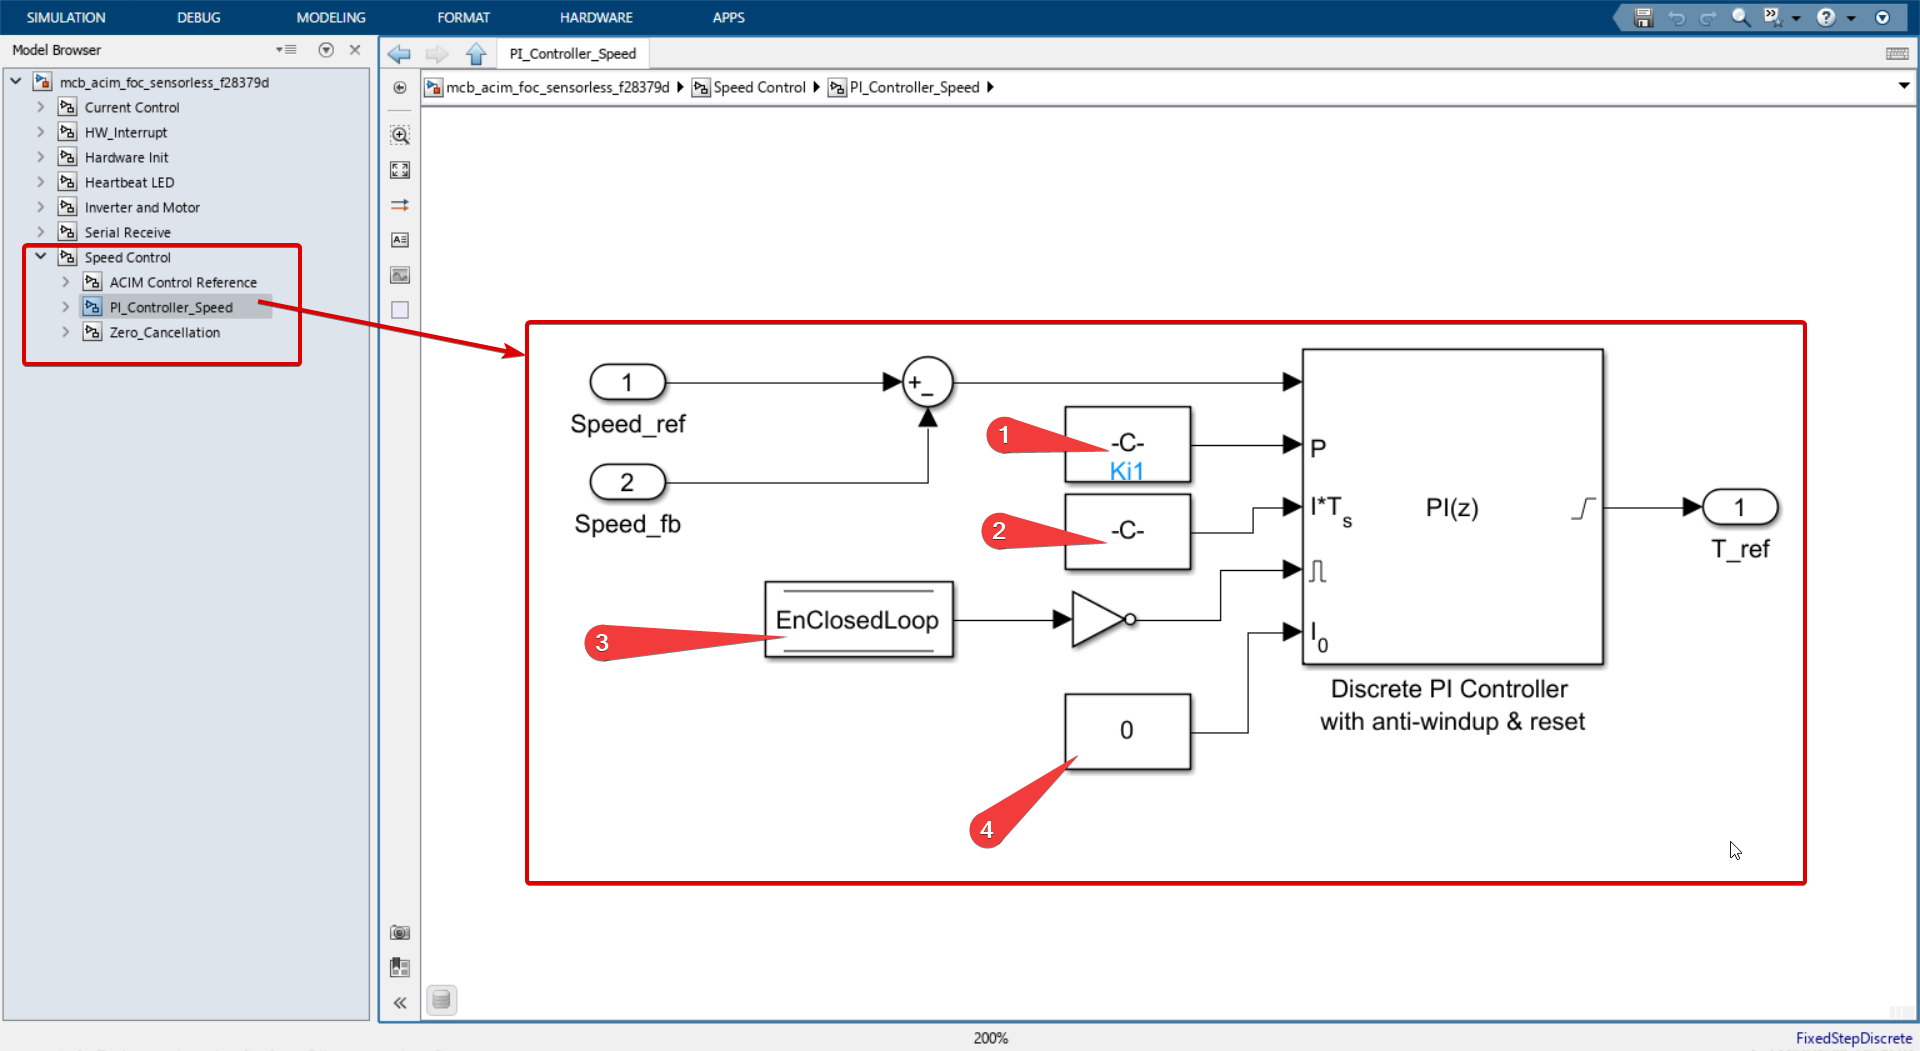 SIMULATION DEBUG MODELING FORMAT HARDWARE APPS
Model Browser
PI_Controller_Speed
mcb_acim_foc_sensorless_f28379d
Current Control
HW_Interrupt
Hardware Init
Heartbeat LED
Inverter and Motor
Serial Receive
Speed Control
ACIM Control Reference
PI_Controller_Speed
Zero_Cancellation
mcb_acim_foc_sensorless_f28379d Speed Control PI_Controller_Speed
1
Speed_ref
+
−
2
Speed_fb
1
-C-
Ki1
2
-C-
3
EnClosedLoop
4
0
P
I*Ts
I0
PI(z)
Discrete PI Controller
with anti-windup & reset
1
T_ref
200%
FixedStepDiscrete